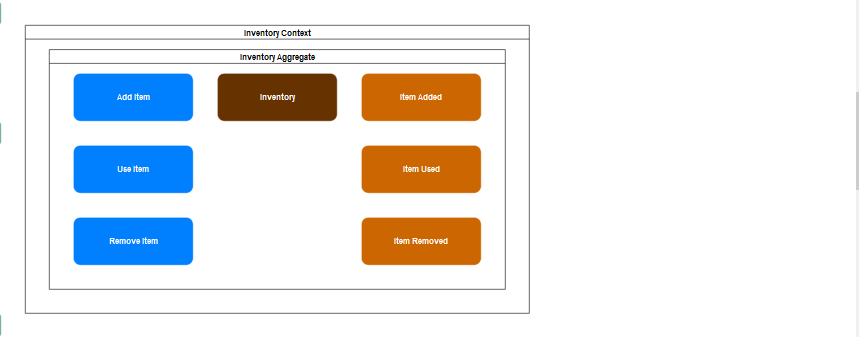 Inventory Context
Inventory Aggregate
Add Item
Inventory
Item Added
Use Item
Item Used
Remove Item
Item Removed